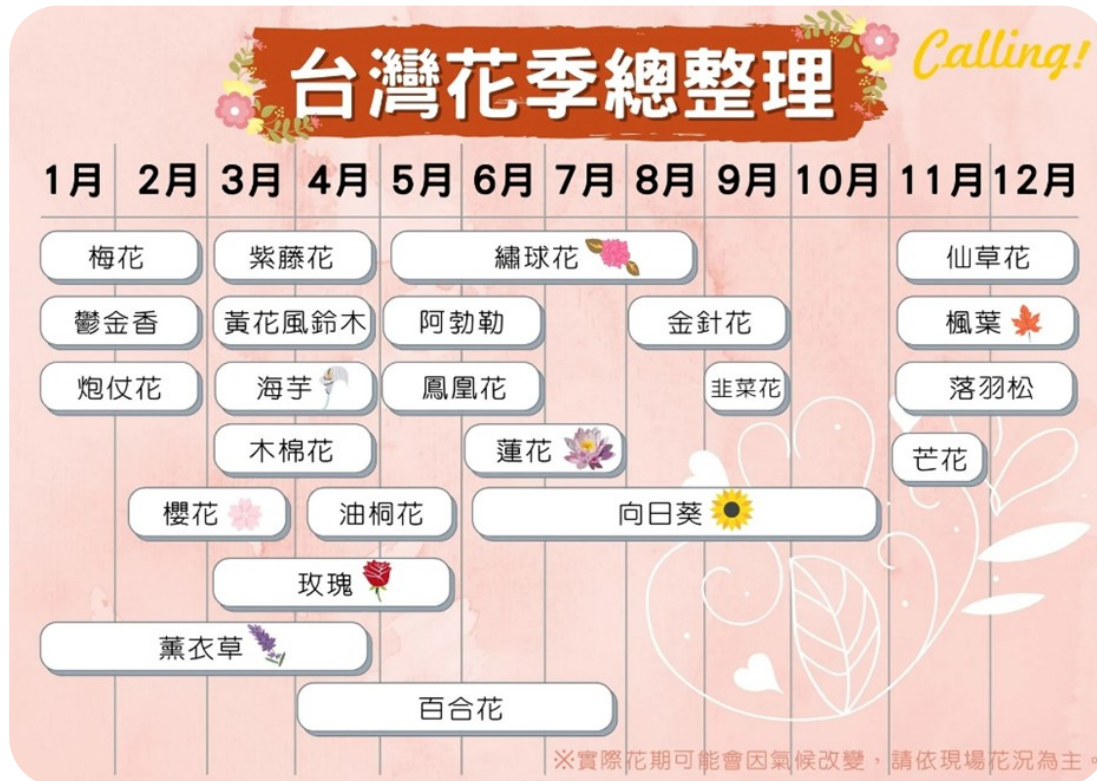 台灣花季總整理
Calling!
1月 2月 3月 4月 5月 6月 7月 8月 9月 10月 11月 12月
梅花 紫藤花 繡球花 仙草花
鬱金香 黃花風鈴木 阿勃勒 金針花 楓葉
炮仗花 海芋 鳳凰花 韭菜花 落羽松
木棉花 蓮花 芒花
櫻花 油桐花 向日葵
玫瑰
薰衣草
百合花
※實際花期可能會因氣候改變，請依現場花況為主。